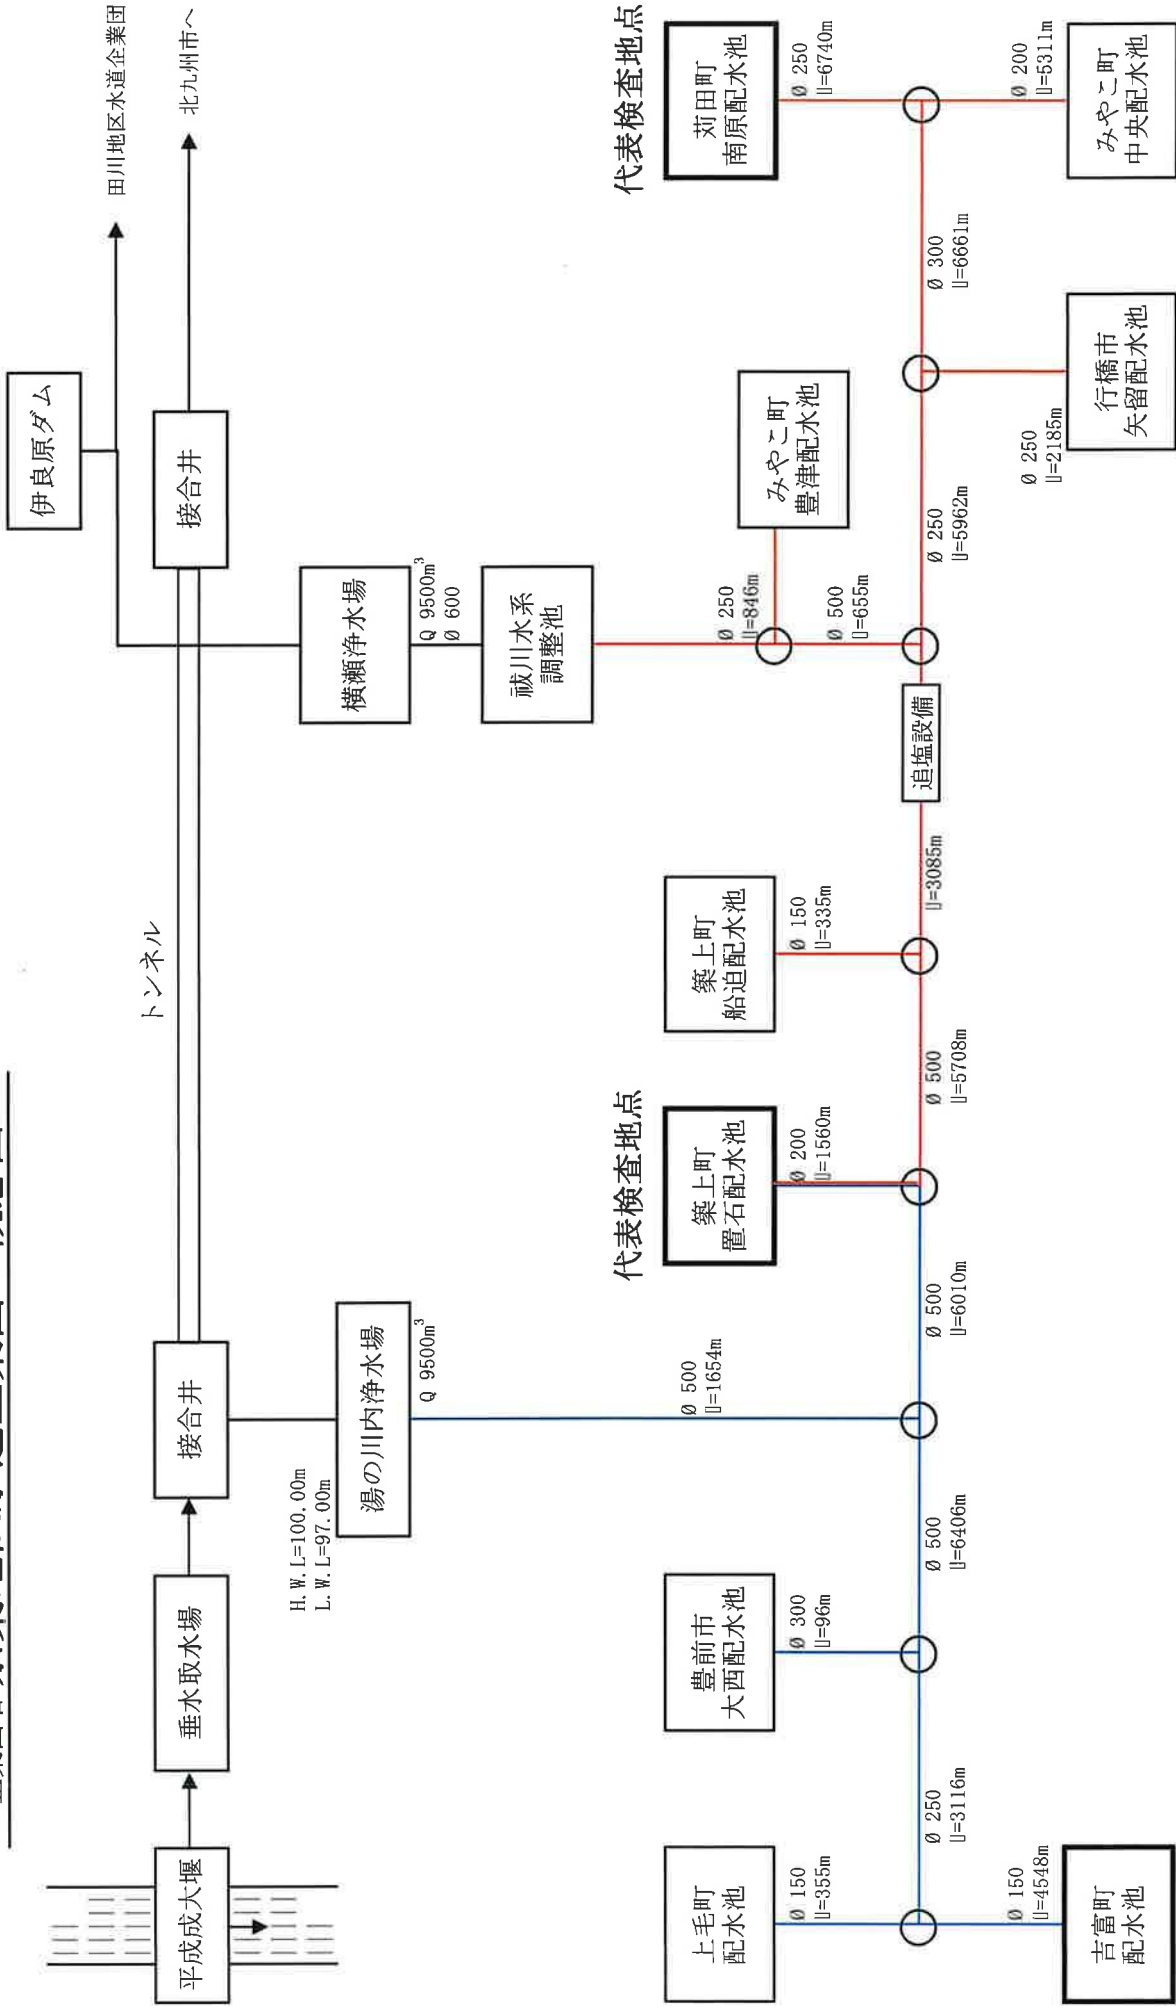 平成成大堰
垂水取水場
接合井
トンネル
接合井
北九州市へ
伊良原ダム
田川地区水道企業団
H.W.L=100.00m
L.W.L=97.00m
湯の川内浄水場
Q 9500m³
横瀬浄水場
Q 9500m³
Ø 600
祓川水系
調整池
上毛町
配水池
Ø 150
ℓ=355m
吉富町
配水池
Ø 150
ℓ=4548m
Ø 250
ℓ=3116m
豊前市
大西配水池
Ø 300
ℓ=96m
Ø 500
ℓ=6406m
Ø 500
ℓ=1654m
Ø 500
ℓ=6010m
代表検査地点
築上町
置石配水池
Ø 200
ℓ=1560m
Ø 500
ℓ=5708m
築上町
船迫配水池
Ø 150
ℓ=335m
ℓ=3085m
追塩設備
Ø 250
ℓ=846m
Ø 500
ℓ=655m
みやこ町
豊津配水池
Ø 250
ℓ=5962m
行橋市
矢留配水池
Ø 250
ℓ=2185m
Ø 300
ℓ=6661m
代表検査地点
苅田町
南原配水池
Ø 250
ℓ=6740m
みやこ町
中央配水池
Ø 200
ℓ=5311m